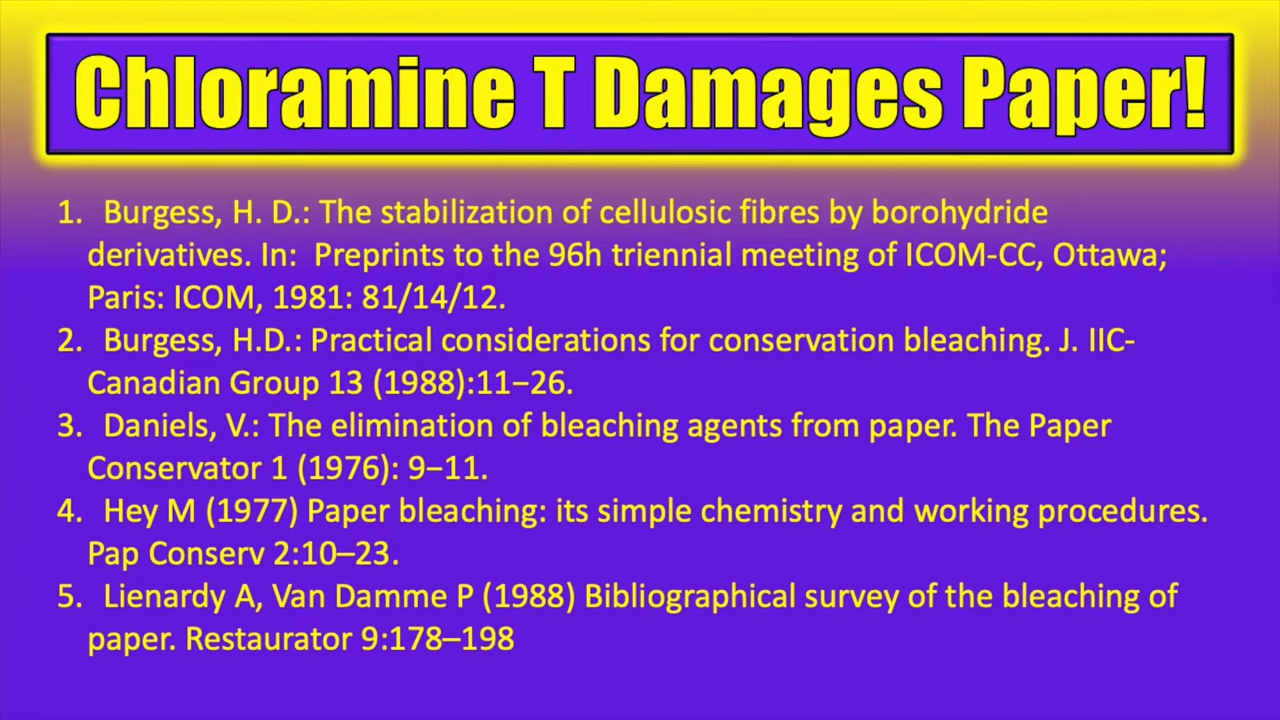 Chloramine T Damages Paper!
1. Burgess, H. D.: The stabilization of cellulosic fibres by borohydride
derivatives. In: Preprints to the 96h triennial meeting of ICOM-CC, Ottawa;
Paris: ICOM, 1981: 81/14/12.
2. Burgess, H.D.: Practical considerations for conservation bleaching. J. IIC-
Canadian Group 13 (1988):11−26.
3. Daniels, V.: The elimination of bleaching agents from paper. The Paper
Conservator 1 (1976): 9−11.
4. Hey M (1977) Paper bleaching: its simple chemistry and working procedures.
Pap Conserv 2:10–23.
5. Lienardy A, Van Damme P (1988) Bibliographical survey of the bleaching of
paper. Restaurator 9:178–198